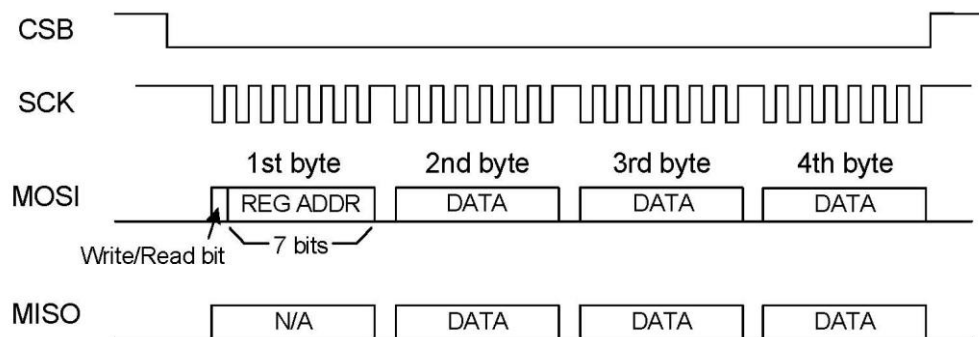 CSB
SCK
1st byte 2nd byte 3rd byte 4th byte
MOSI REG ADDR DATA DATA DATA
Write/Read bit 7 bits
MISO N/A DATA DATA DATA